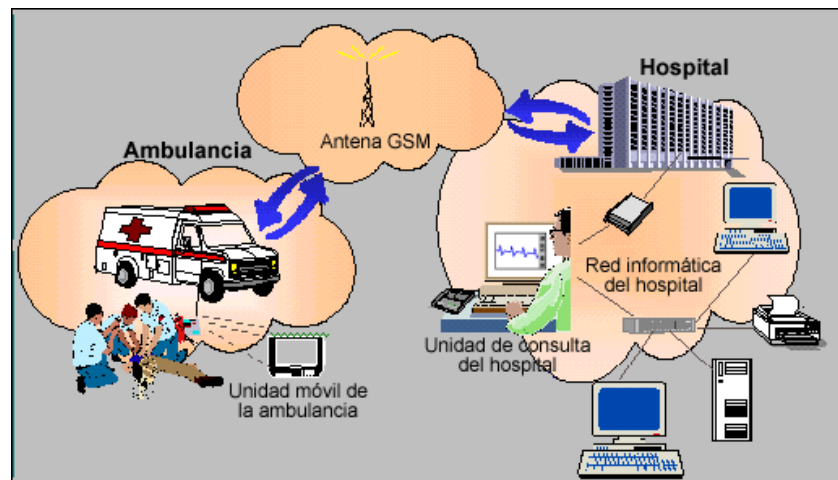 Hospital
Antena GSM
Ambulancia
Red informática
del hospital
Unidad de consulta
del hospital
Unidad móvil de
la ambulancia